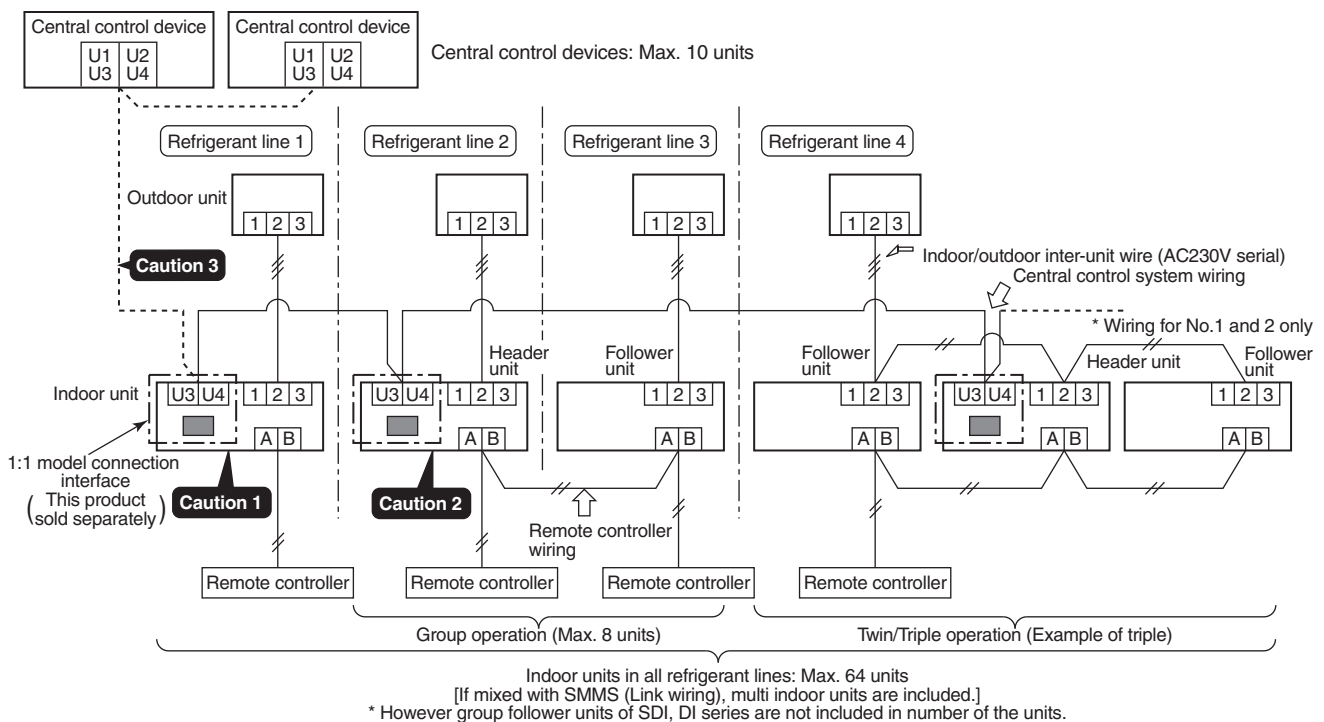 Central control device
U1 U2
U3 U4
Central control device
U1 U2
U3 U4
Central control devices: Max. 10 units
Refrigerant line 1
Refrigerant line 2
Refrigerant line 3
Refrigerant line 4
Outdoor unit
1 2 3
1 2 3
1 2 3
1 2 3
Caution 3
Indoor/outdoor inter-unit wire (AC230V serial)
Central control system wiring
* Wiring for No.1 and 2 only
Indoor unit
U3 U4 1 2 3
A B
Header
unit
U3 U4 1 2 3
A B
Follower
unit
1 2 3
A B
Follower
unit
1 2 3
A B
Header unit
U3 U4 1 2 3
A B
Follower
unit
1 2 3
A B
1:1 model connection
interface
(This product
sold separately)
Caution 1
Caution 2
Remote controller
wiring
Remote controller
Remote controller
Remote controller
Remote controller
Group operation (Max. 8 units)
Twin/Triple operation (Example of triple)
Indoor units in all refrigerant lines: Max. 64 units
[If mixed with SMMS (Link wiring), multi indoor units are included.]
* However group follower units of SDI, DI series are not included in number of the units.